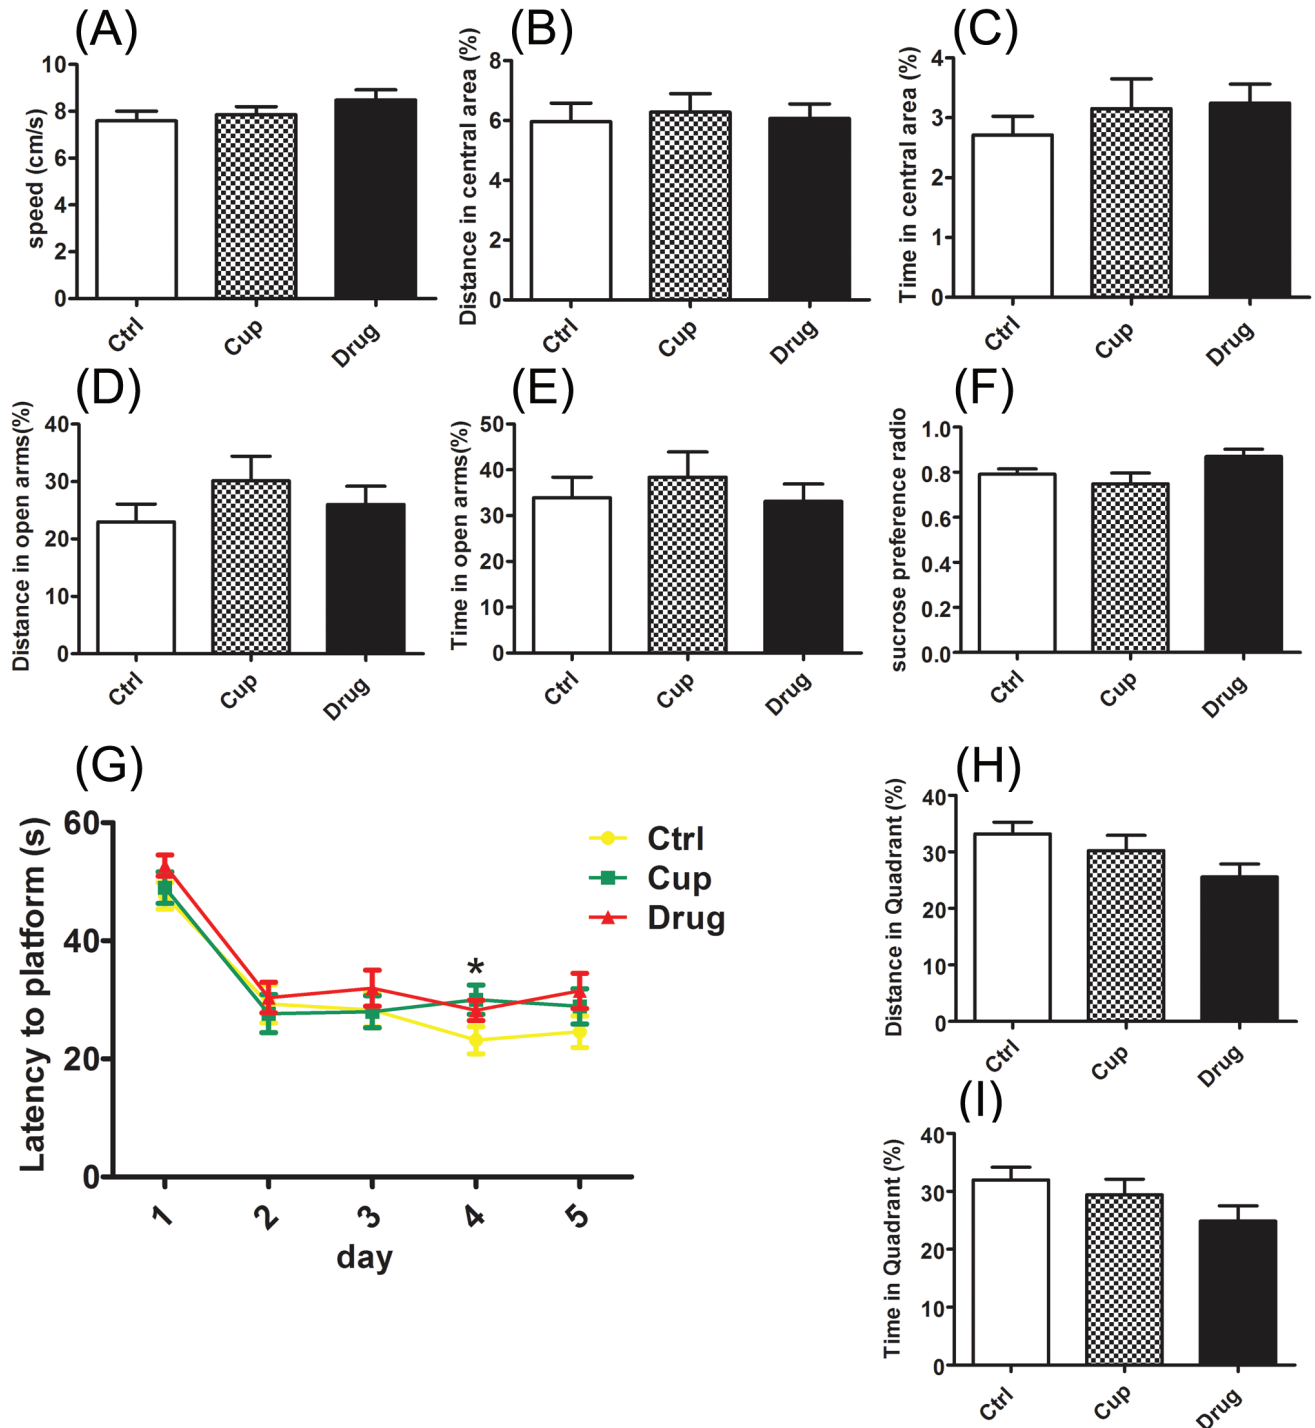 (A)
speed (cm/s)
10
8
6
4
2
0
Ctrl
Cup
Drug
(B)
Distance in central area (%)
8
6
4
2
0
Ctrl
Cup
Drug
(C)
Time in central area (%)
4
3
2
1
0
Ctrl
Cup
Drug
(D)
Distance in open arms(%)
40
30
20
10
0
Ctrl
Cup
Drug
(E)
Time in open arms(%)
50
40
30
20
10
0
Ctrl
Cup
Drug
(F)
sucrose preference radio
1.0
0.8
0.6
0.4
0.2
0.0
Ctrl
Cup
Drug
(G)
Latency to platform (s)
60
40
20
0
Ctrl
Cup
Drug
*
1
2
3
4
5
day
(H)
Distance in Quadrant (%)
40
30
20
10
0
Ctrl
Cup
Drug
(I)
Time in Quadrant (%)
40
30
20
10
0
Ctrl
Cup
Drug